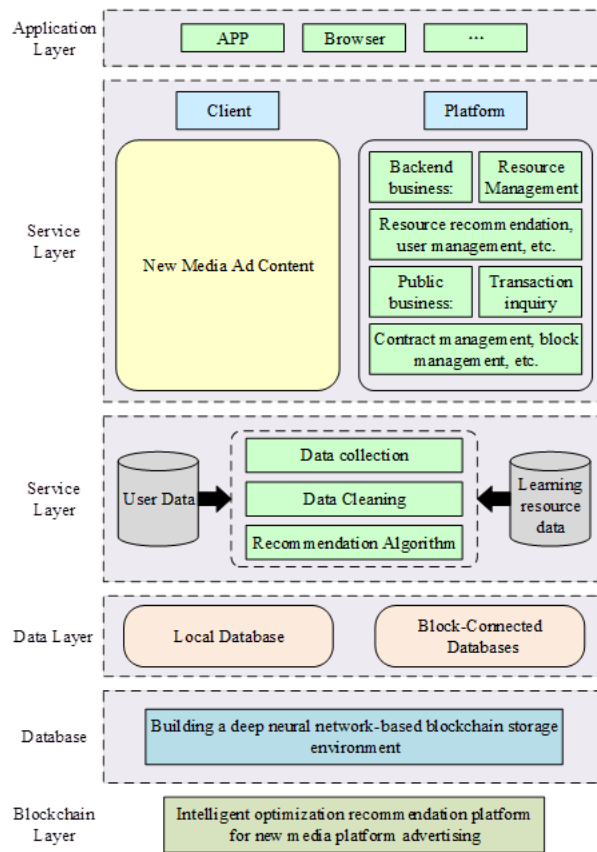 Application
Layer
APP
Browser
...
Service
Layer
Client
New Media Ad Content
Platform
Backend
business:
Resource
Management
Resource recommendation,
user management, etc.
Public
business:
Transaction
inquiry
Contract management, block
management, etc.
Service
Layer
User Data
Data collection
Data Cleaning
Recommendation Algorithm
Learning
resource
data
Data Layer
Local Database
Block-Connected
Databases
Database
Building a deep neural network-based blockchain storage
environment
Blockchain
Layer
Intelligent optimization recommendation platform
for new media platform advertising